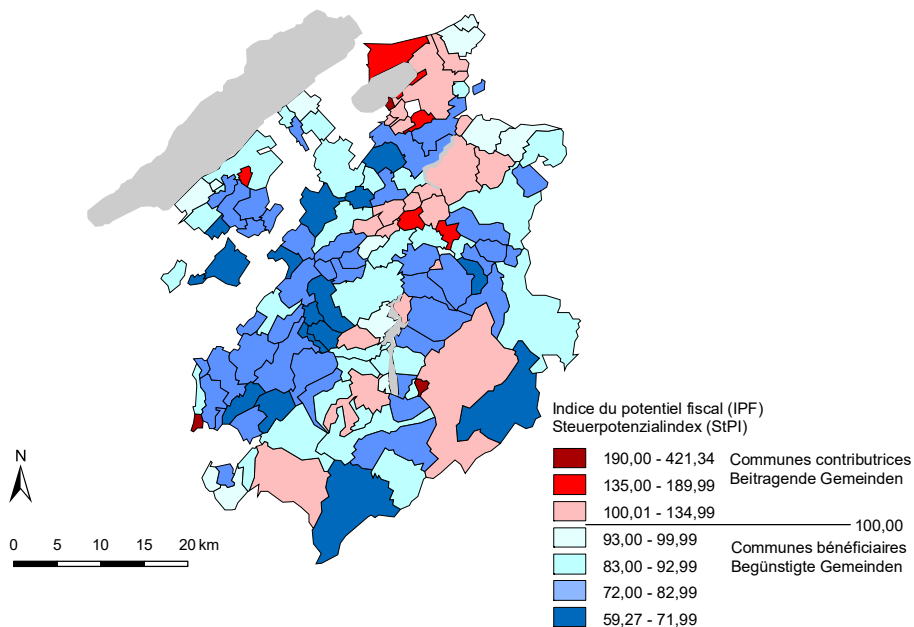 N
0 5 10 15 20 km
Indice du potentiel fiscal (IPF)
Steuerpotenzialindex (StPI)
190,00 - 421,34
135,00 - 189,99
100,01 - 134,99
Communes contributrices
Beitragende Gemeinden
100,00
93,00 - 99,99
83,00 - 92,99
72,00 - 82,99
59,27 - 71,99
Communes bénéficiaires
Begünstigte Gemeinden